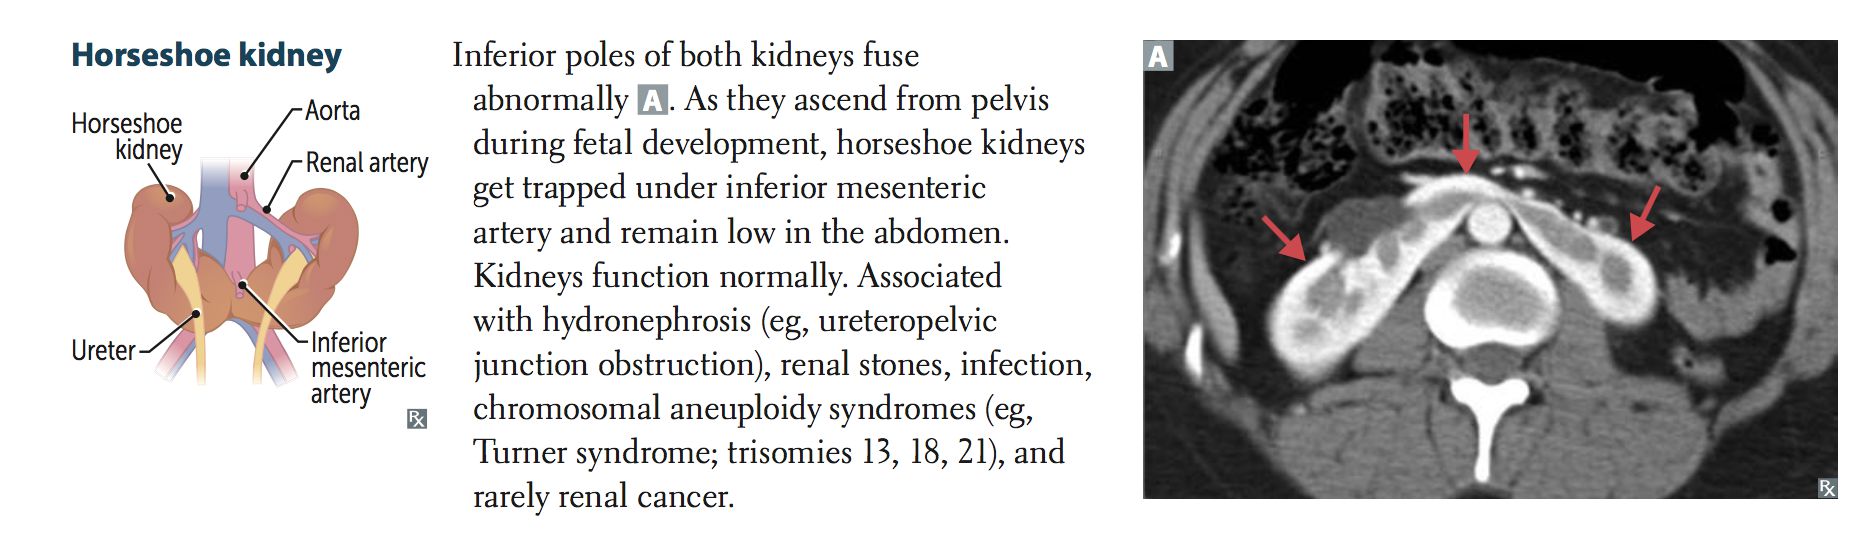 Horseshoe kidney
Horseshoe
kidney
Aorta
Renal artery
Ureter
Inferior
mesenteric
artery
Rx
Inferior poles of both kidneys fuse
abnormally A. As they ascend from pelvis
during fetal development, horseshoe kidneys
get trapped under inferior mesenteric
artery and remain low in the abdomen.
Kidneys function normally. Associated
with hydronephrosis (eg, ureteropelvic
junction obstruction), renal stones, infection,
chromosomal aneuploidy syndromes (eg,
Turner syndrome; trisomies 13, 18, 21), and
rarely renal cancer.
A
Rx